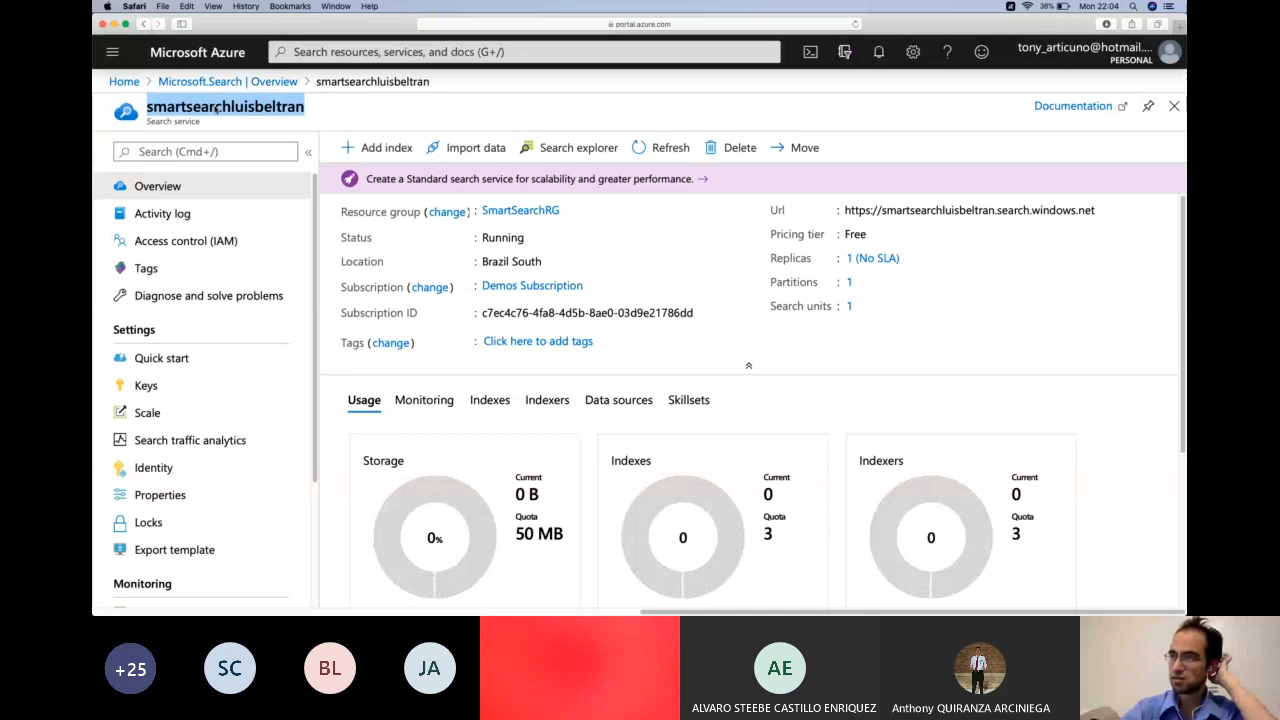 Safari File Edit View History Bookmarks Window Help
36% Mon 22:04
portal.azure.com
Microsoft Azure
Search resources, services, and docs (G+/)
tony_articuno@hotmail....
PERSONAL
Home > Microsoft.Search | Overview > smartsearchluisbeltran
smartsearchluisbeltran
Search service
Documentation
Search (Cmd+/)
«
Add index Import data Search explorer Refresh Delete Move
Create a Standard search service for scalability and greater performance. →
Overview
Activity log
Access control (IAM)
Tags
Diagnose and solve problems
Settings
Quick start
Keys
Scale
Search traffic analytics
Identity
Properties
Locks
Export template
Monitoring
Resource group (change) : SmartSearchRG
Status : Running
Location : Brazil South
Subscription (change) : Demos Subscription
Subscription ID : c7ec4c76-4fa8-4d5b-8ae0-03d9e21786dd
Tags (change) : Click here to add tags
Url : https://smartsearchluisbeltran.search.windows.net
Pricing tier : Free
Replicas : 1 (No SLA)
Partitions : 1
Search units : 1
Usage Monitoring Indexes Indexers Data sources Skillsets
Storage
0%
Current
0 B
Quota
50 MB
Indexes
0
Current
0
Quota
3
Indexers
0
Current
0
Quota
3
+25
SC
BL
JA
AE
ALVARO STEEBE CASTILLO ENRIQUEZ
Anthony QUIRANZA ARCINIEGA